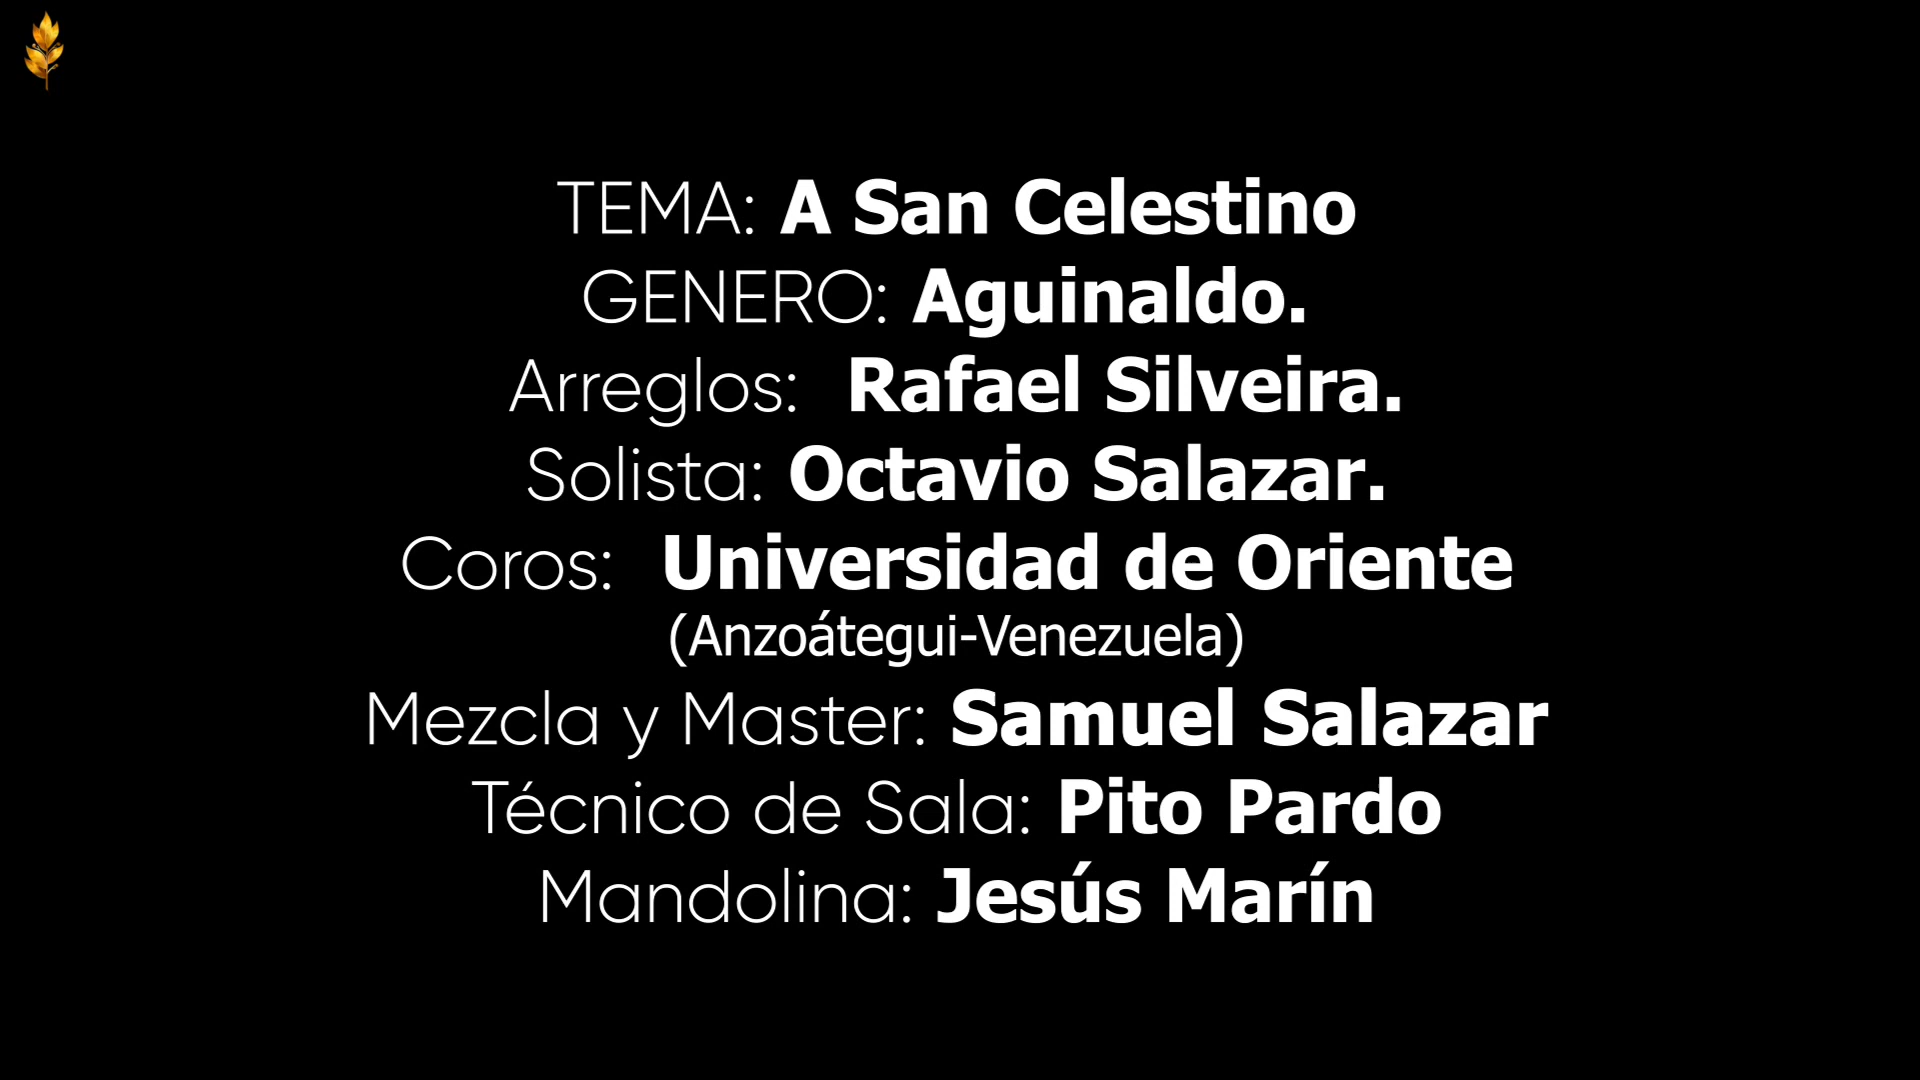 TEMA: A San Celestino
GENERO: Aguinaldo.
Arreglos: Rafael Silveira.
Solista: Octavio Salazar.
Coros: Universidad de Oriente
(Anzoátegui-Venezuela)
Mezcla y Master: Samuel Salazar
Técnico de Sala: Pito Pardo
Mandolina: Jesús Marín